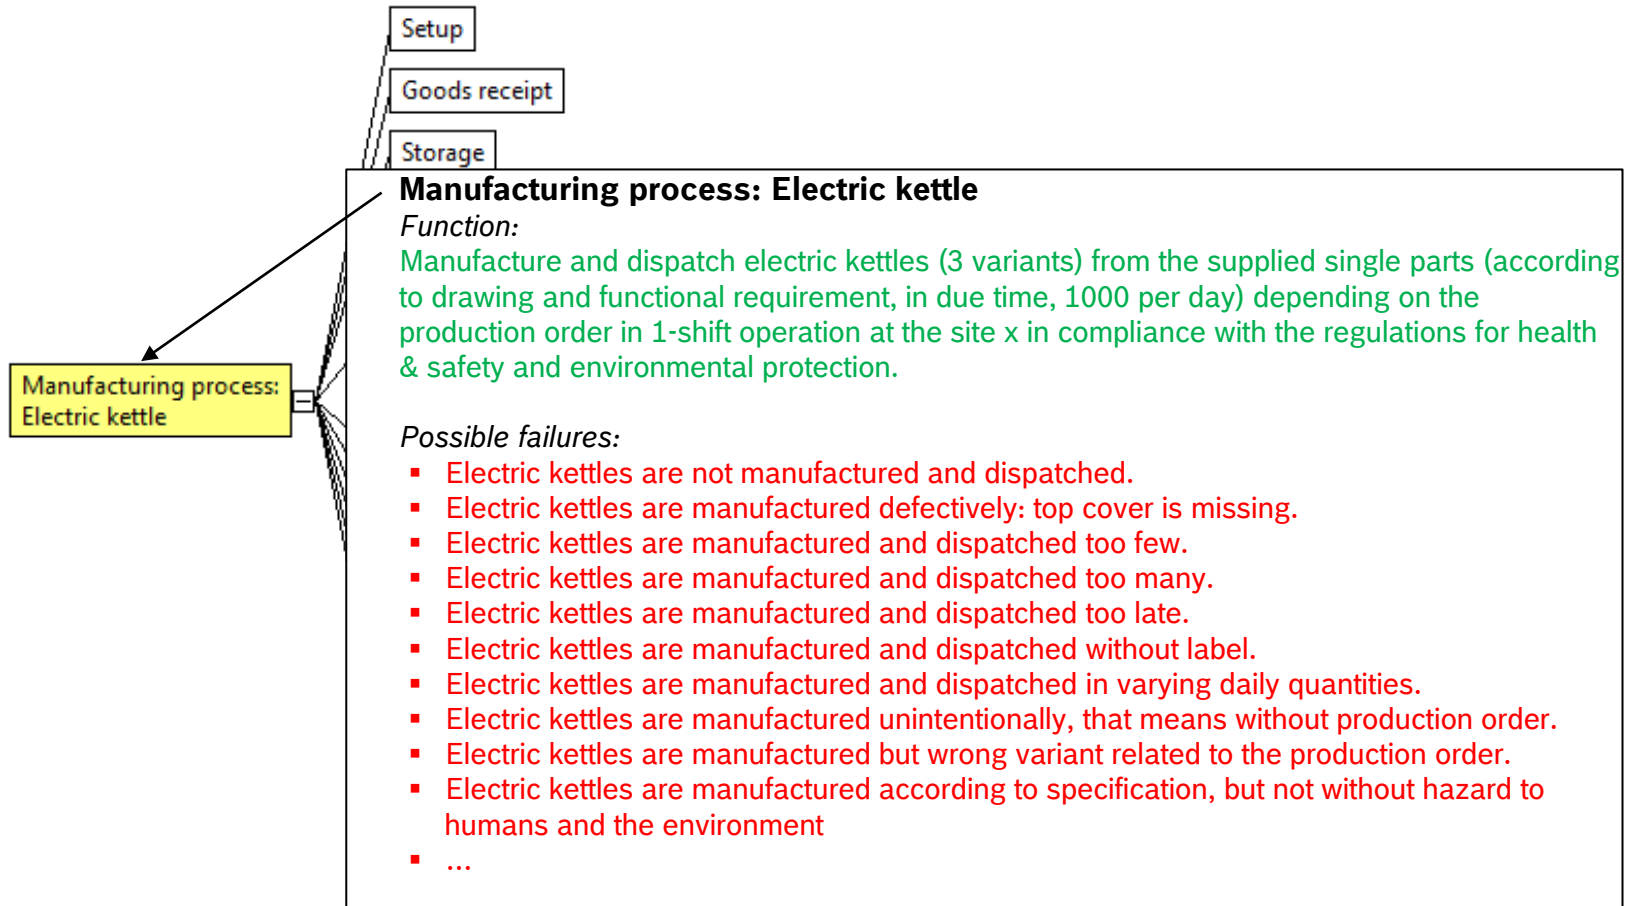 Setup
Goods receipt
Storage
Manufacturing process: Electric kettle
Function:
Manufacture and dispatch electric kettles (3 variants) from the supplied single parts (according
to drawing and functional requirement, in due time, 1000 per day) depending on the
production order in 1-shift operation at the site x in compliance with the regulations for health
& safety and environmental protection.
Manufacturing process:
Electric kettle
Possible failures:
▪ Electric kettles are not manufactured and dispatched.
▪ Electric kettles are manufactured defectively: top cover is missing.
▪ Electric kettles are manufactured and dispatched too few.
▪ Electric kettles are manufactured and dispatched too many.
▪ Electric kettles are manufactured and dispatched too late.
▪ Electric kettles are manufactured and dispatched without label.
▪ Electric kettles are manufactured and dispatched in varying daily quantities.
▪ Electric kettles are manufactured unintentionally, that means without production order.
▪ Electric kettles are manufactured but wrong variant related to the production order.
▪ Electric kettles are manufactured according to specification, but not without hazard to
humans and the environment
▪ ...